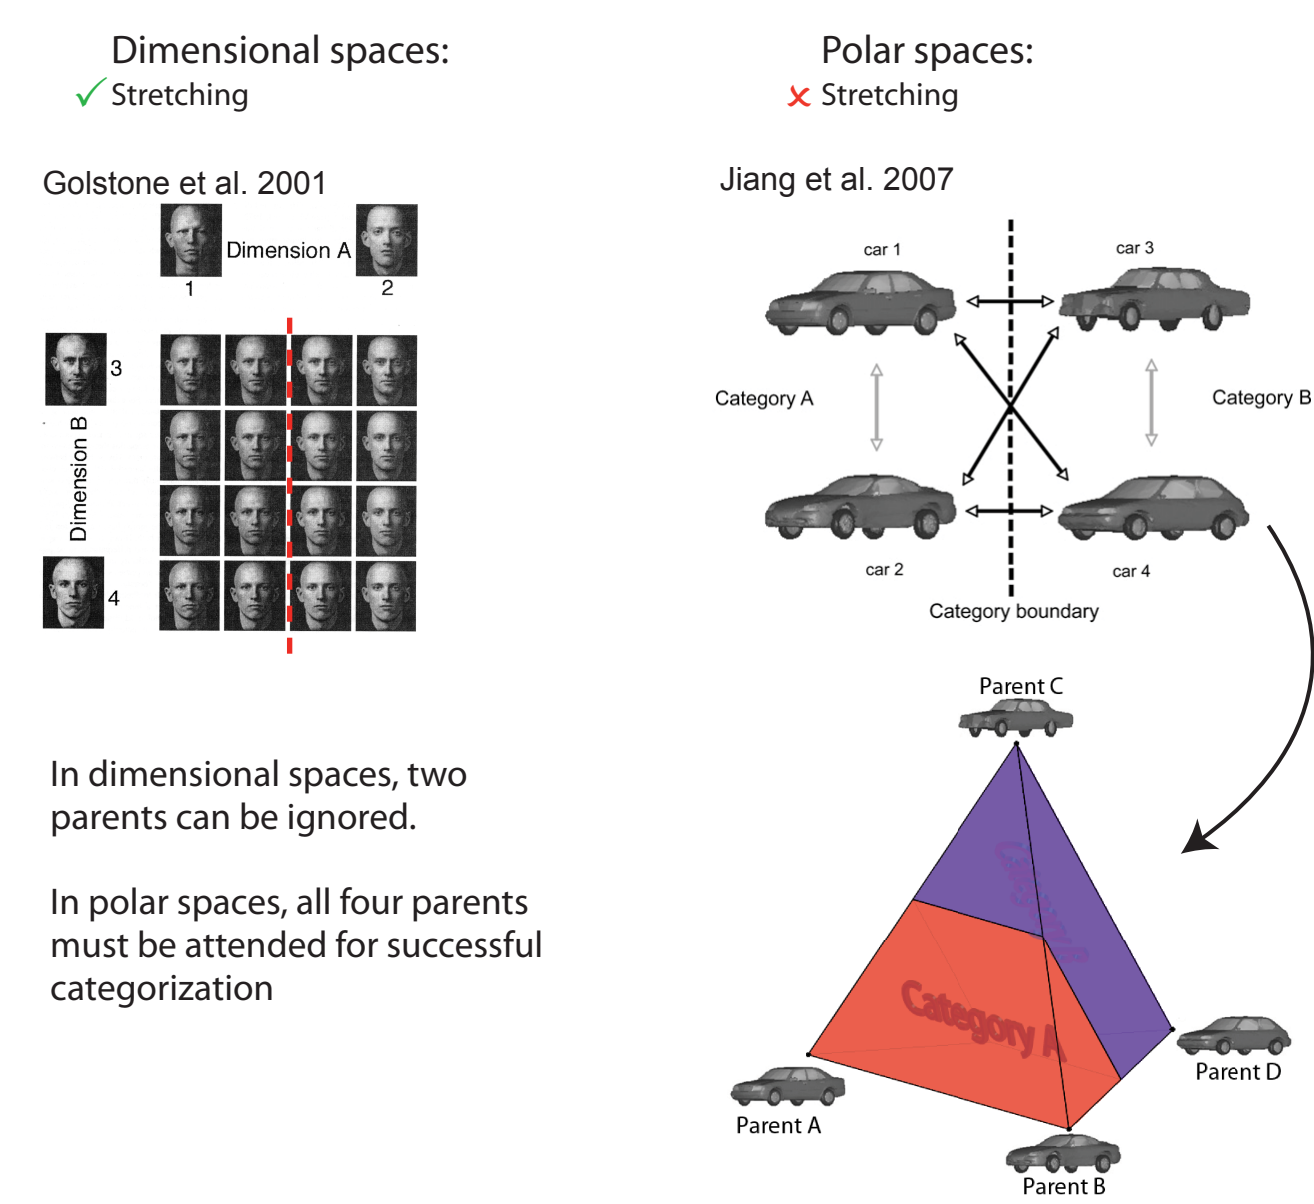 Dimensional spaces:
✓ Stretching
Golstone et al. 2001
Dimension A
1
2
3
Dimension B
4
In dimensional spaces, two
parents can be ignored.
In polar spaces, all four parents
must be attended for successful
categorization
Polar spaces:
✗ Stretching
Jiang et al. 2007
car 1
car 3
Category A
Category B
car 2
car 4
Category boundary
Parent C
Category B
Category A
Parent D
Parent A
Parent B